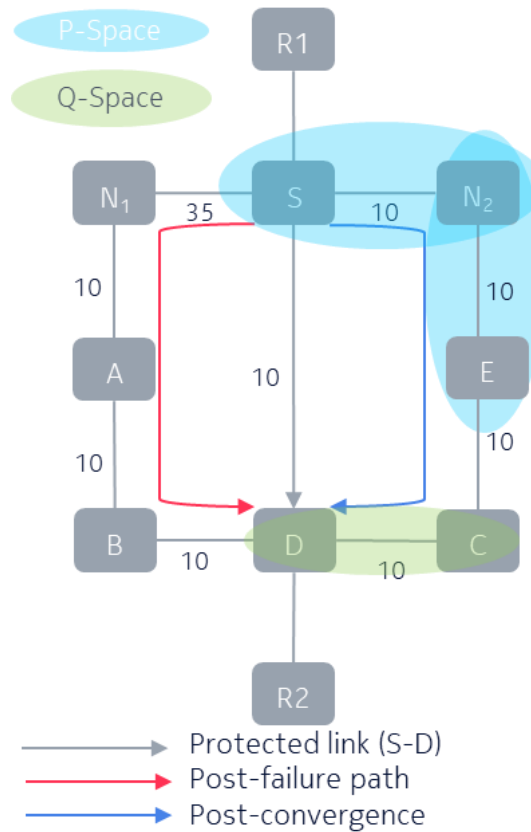 P-Space
R1
Q-Space
N₁
S
N₂
35
10
10
10
10
A
E
10
10
B
D
C
10
10
R2
Protected link (S-D)
Post-failure path
Post-convergence